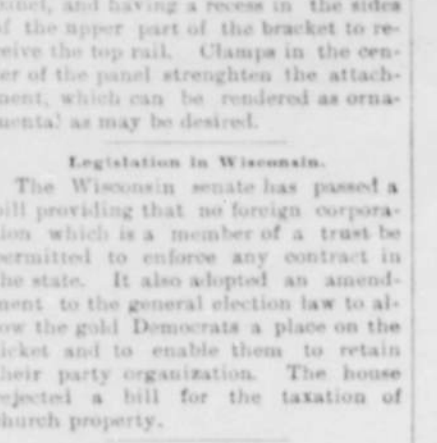 and having a recess in the sides
of the upper part of the bracket to re-
ceive the top rail. Clamps in the cen-
er of the panel strenghten the attach-
ment, which can be rendered as orna-
mental as may be desired.
Legislation in Wisconsin.
The Wisconsin senate has passed a
bill providing that no foreign corpora-
tion which is a member of a trust be
permitted to enforce any contract in
the state. It also adopted an amend-
ment to the general election law to al-
ow the gold Democrats a place on the
ticket and to enable them to retain
their party organization. The house
rejected a bill for the taxation of
church property.